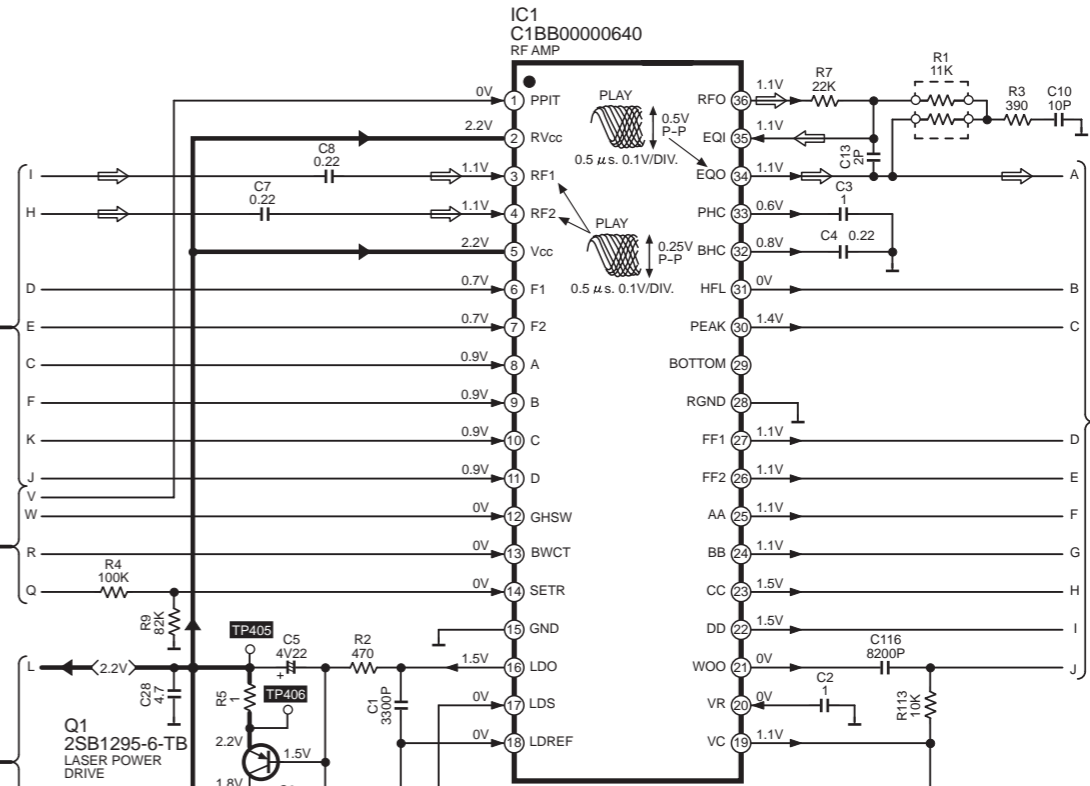 IC1
C1BB00000640
RF AMP
0V 1 PPIT
2.2V 2 RVcc
I C8 0.22 1.1V 3 RF1
H C7 0.22 1.1V 4 RF2
2.2V 5 Vcc
D 0.7V 6 F1
E 0.7V 7 F2
C 0.9V 8 A
F 0.9V 9 B
K 0.9V 10 C
J 0.9V 11 D
V
W 0V 12 GHSW
R 0V 13 BWCT
Q R4 100K 0V 14 SETR
R9 82K
15 GND
L 2.2V TP405 C5 4V22 + R2 470 1.5V 16 LDO
C28 4.7
R5 1
TP406
C1 3300P
0V 17 LDS
0V 18 LDREF
Q1
2SB1295-6-TB
LASER POWER
DRIVE
2.2V
1.5V
1.8V
PLAY
0.5V
P-P
0.5 μs. 0.1V/DIV.
PLAY
0.25V
P-P
0.5 μs. 0.1V/DIV.
RFO 36 1.1V R7 22K R1 11K
R3 390 C10 10P
EQI 35 1.1V
C13 2P
EQO 34 1.1V A
PHC 33 0.6V C3 1
BHC 32 0.8V C4 0.22
HFL 31 0V B
PEAK 30 1.4V C
BOTTOM 29
RGND 28
FF1 27 1.1V D
FF2 26 1.1V E
AA 25 1.1V F
BB 24 1.1V G
CC 23 1.5V H
DD 22 1.5V I
WOO 21 0V C116 8200P J
VR 20 0V C2 1
R113 10K
VC 19 1.1V